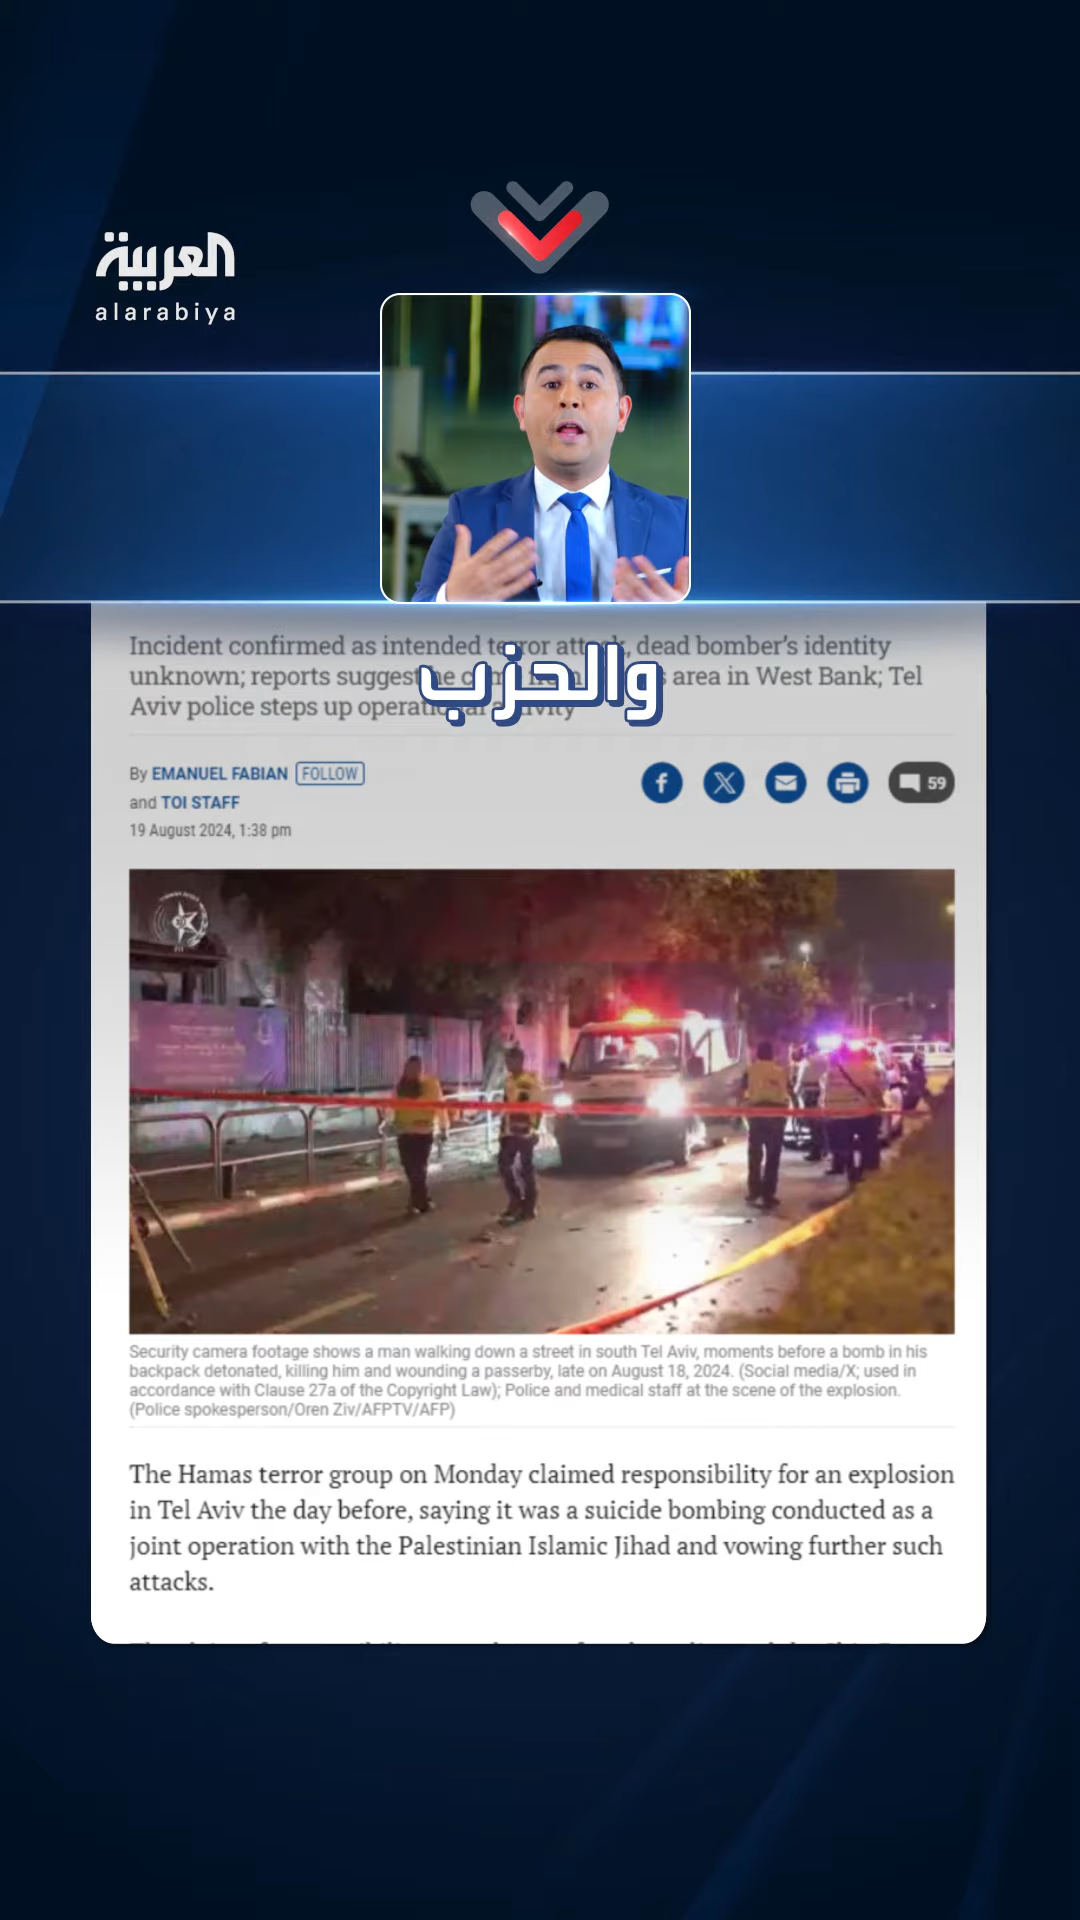 العربية
alarabiya
Incident confirmed as intended terror attack, dead bomber's identity
unknown; reports suggest he area in West Bank; Tel
Aviv police steps up operational activity
والحزب
By EMANUEL FABIAN FOLLOW
and TOI STAFF
19 August 2024, 1:38 pm
59
Security camera footage shows a man walking down a street in south Tel Aviv, moments before a bomb in his
backpack detonated, killing him and wounding a passerby, late on August 18, 2024. (Social media/X; used in
accordance with Clause 27a of the Copyright Law); Police and medical staff at the scene of the explosion.
(Police spokesperson/Oren Ziv/AFPTV/AFP)
The Hamas terror group on Monday claimed responsibility for an explosion
in Tel Aviv the day before, saying it was a suicide bombing conducted as a
joint operation with the Palestinian Islamic Jihad and vowing further such
attacks.